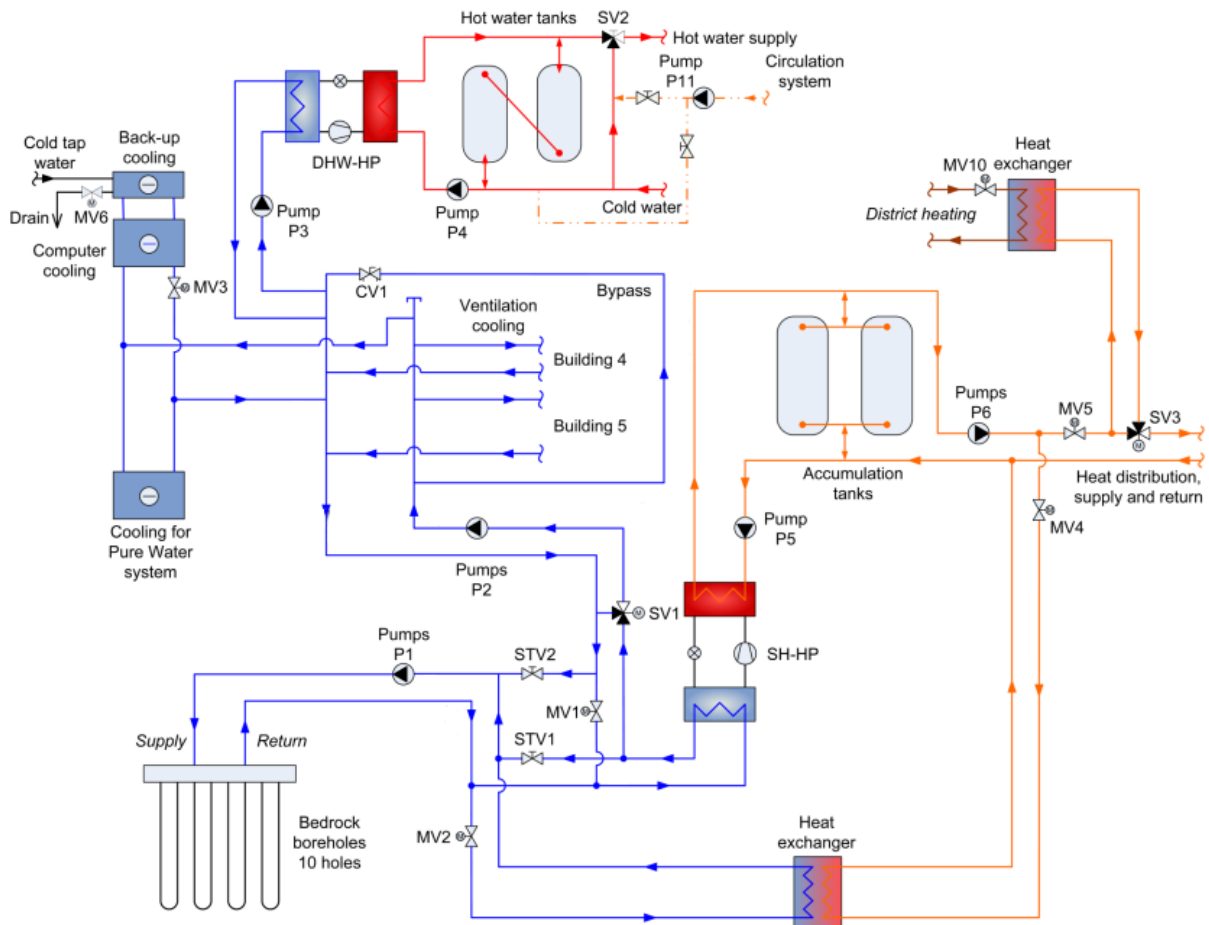 Hot water tanks
SV2
Hot water supply
Pump
P11
Circulation
system
Cold tap
water
Back-up
cooling
DHW-HP
Drain
M
MV6
Computer
cooling
Pump
P3
Pump
P4
Cold water
Heat
exchanger
MV10
M
District heating
M
MV3
CV1
Bypass
Ventilation
cooling
Building 4
Building 5
Pumps
P6
MV5
M
SV3
M
Accumulation
tanks
Heat distribution,
supply and return
Cooling for
Pure Water
system
Pumps
P2
Pump
P5
M
MV4
M
SV1
Pumps
P1
STV2
SH-HP
MV1
M
Supply
Return
STV1
Bedrock
boreholes
10 holes
MV2
M
Heat
exchanger